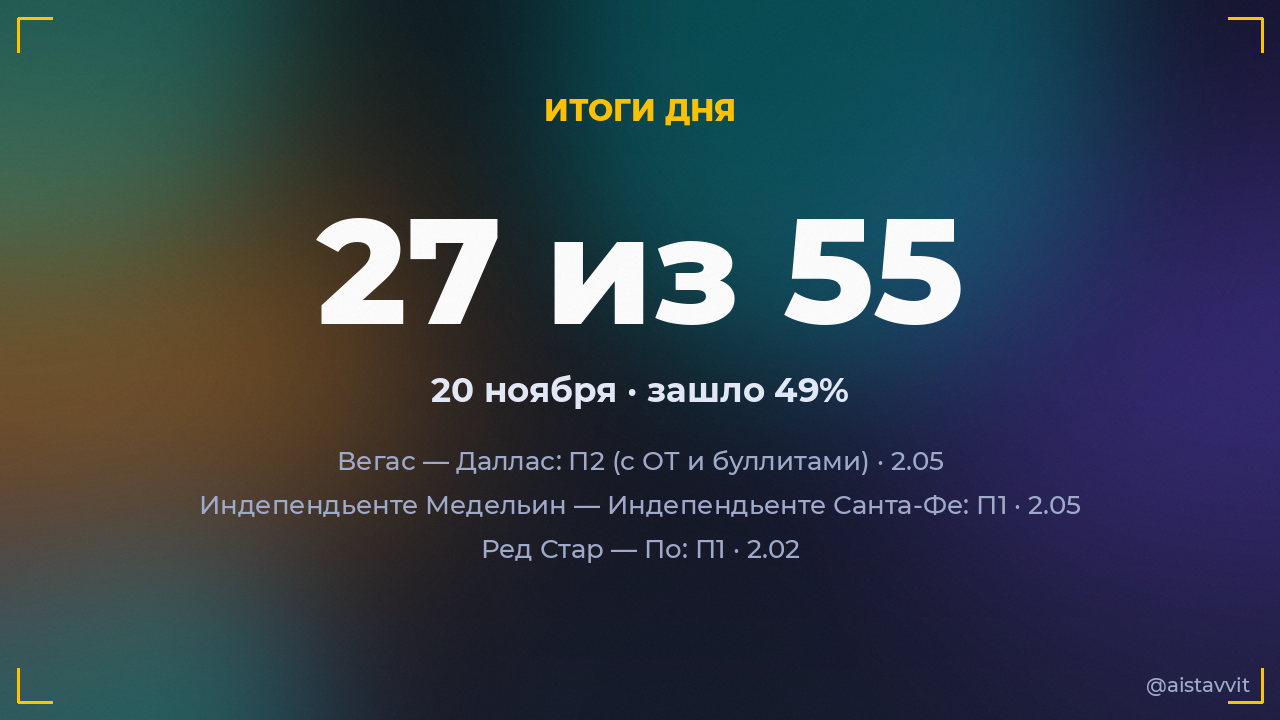 ИТОГИ ДНЯ
27 из 55
20 ноября · зашло 49%
Вегас — Даллас: П2 (с ОТ и буллитами) · 2.05
Индепендьенте Медельин — Индепендьенте Санта-Фе: П1 · 2.05
Ред Стар — По: П1 · 2.02
@aistavvit